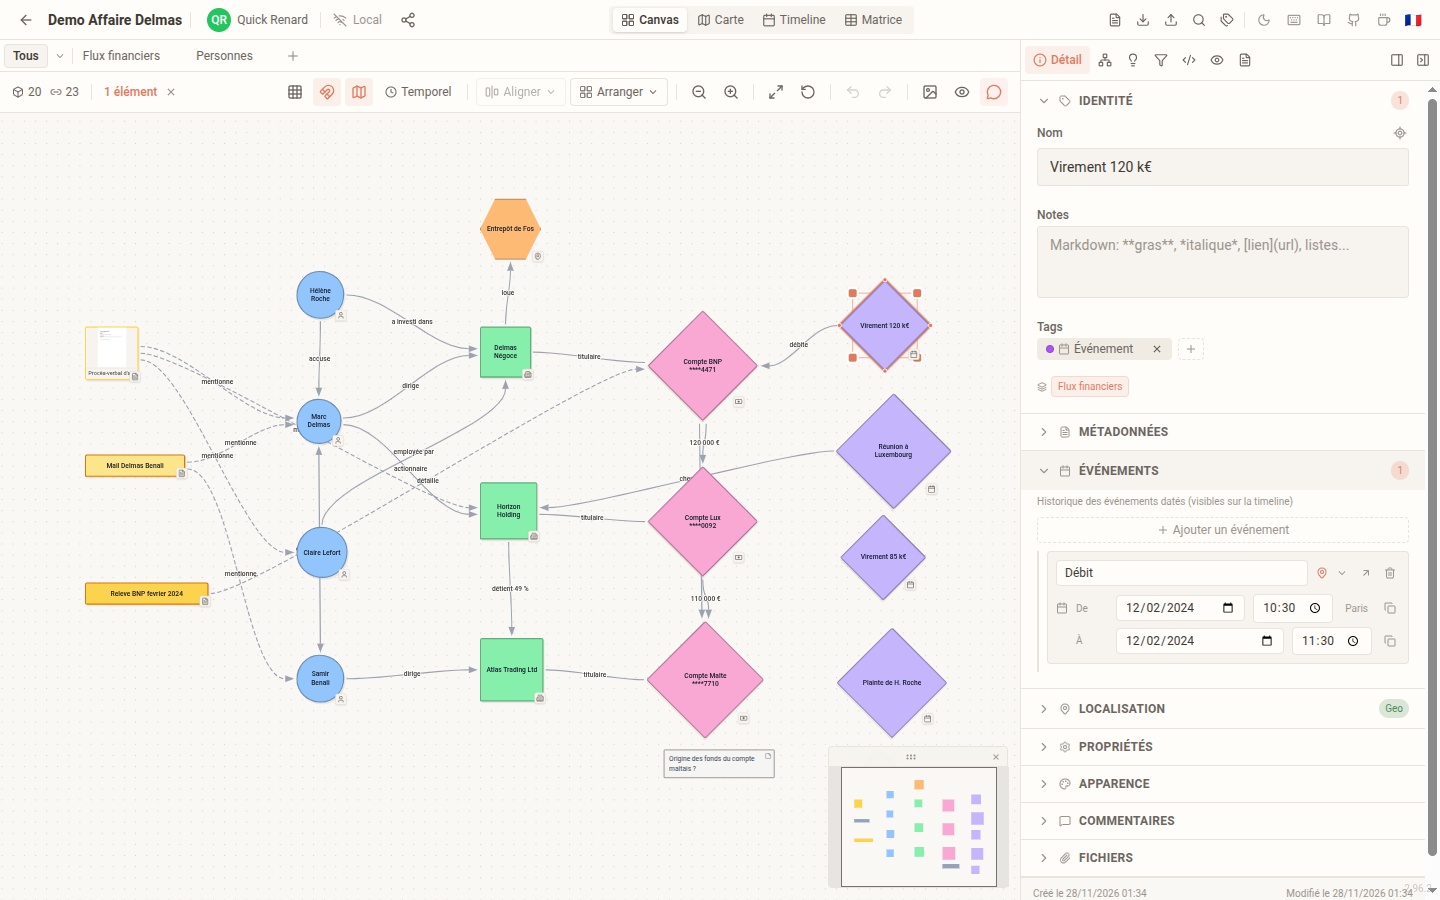 Demo Affaire Delmas
QR Quick Renard
Local
Canvas
Carte
Timeline
Matrice
Tous
Flux financiers
Personnes
20
23
1 élément
Temporel
Aligner
Arranger
Détail
IDENTITÉ
1
Nom
Virement 120 k€
Notes
Markdown: **gras**, *italique*, [lien](url), listes...
Tags
Événement
Flux financiers
MÉTADONNÉES
ÉVÉNEMENTS
1
Historique des événements datés (visibles sur la timeline)
Ajouter un événement
Débit
De
12/02/2024
10:30
Paris
À
12/02/2024
11:30
LOCALISATION
Geo
PROPRIÉTÉS
APPARENCE
COMMENTAIRES
FICHIERS
Créé le 28/11/2026 01:34
Modifié le 28/11/2026 01:34
Entrepôt de Fos
loue
Hélène
Roche
a investi dans
accuse
Delmas
Négoce
titulaire
Compte BNP
****4471
débite
Virement 120 k€
Procès-verbal d'a
mentionne
dirige
Marc
Delmas
mentionne
mentionne
Mail Delmas Benali
employée par
actionnaire
détaille
120 000 €
Réunion à
Luxembourg
Horizon
Holding
titulaire
Compte Lux
****0092
Claire Lefort
Virement 85 k€
mentionne
Releve BNP fevrier 2024
détient 49 %
110 000 €
Samir
Benali
dirige
Atlas Trading Ltd
titulaire
Compte Malte
****7710
Plainte de H. Roche
Origine des fonds du compte
maltais ?